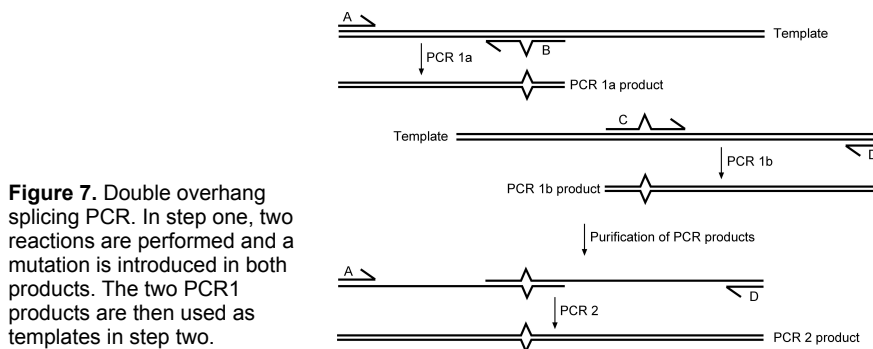 A
Template
B
PCR 1a
PCR 1a product
C
Template
D
PCR 1b
PCR 1b product
Figure 7. Double overhang
splicing PCR. In step one, two
reactions are performed and a
mutation is introduced in both
products. The two PCR1
products are then used as
templates in step two.
Purification of PCR products
A
D
PCR 2
PCR 2 product